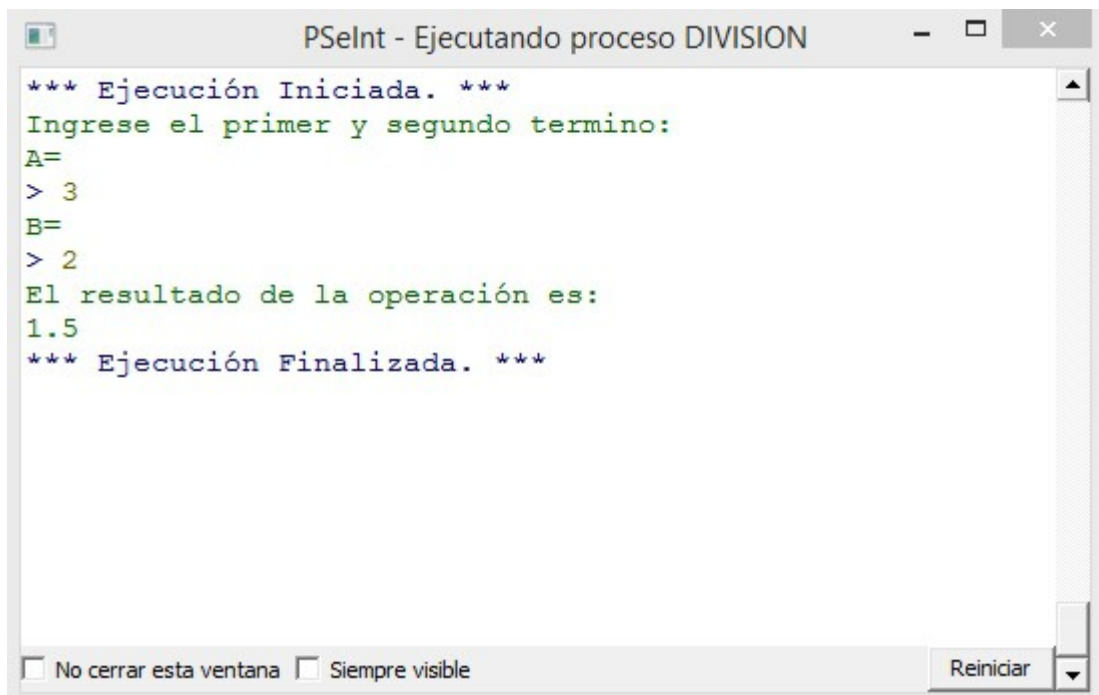 PSeInt - Ejecutando proceso DIVISION
*** Ejecución Iniciada. ***
Ingrese el primer y segundo termino:
A=
> 3
B=
> 2
El resultado de la operación es:
1.5
*** Ejecución Finalizada. ***
No cerrar esta ventana Siempre visible Reiniciar